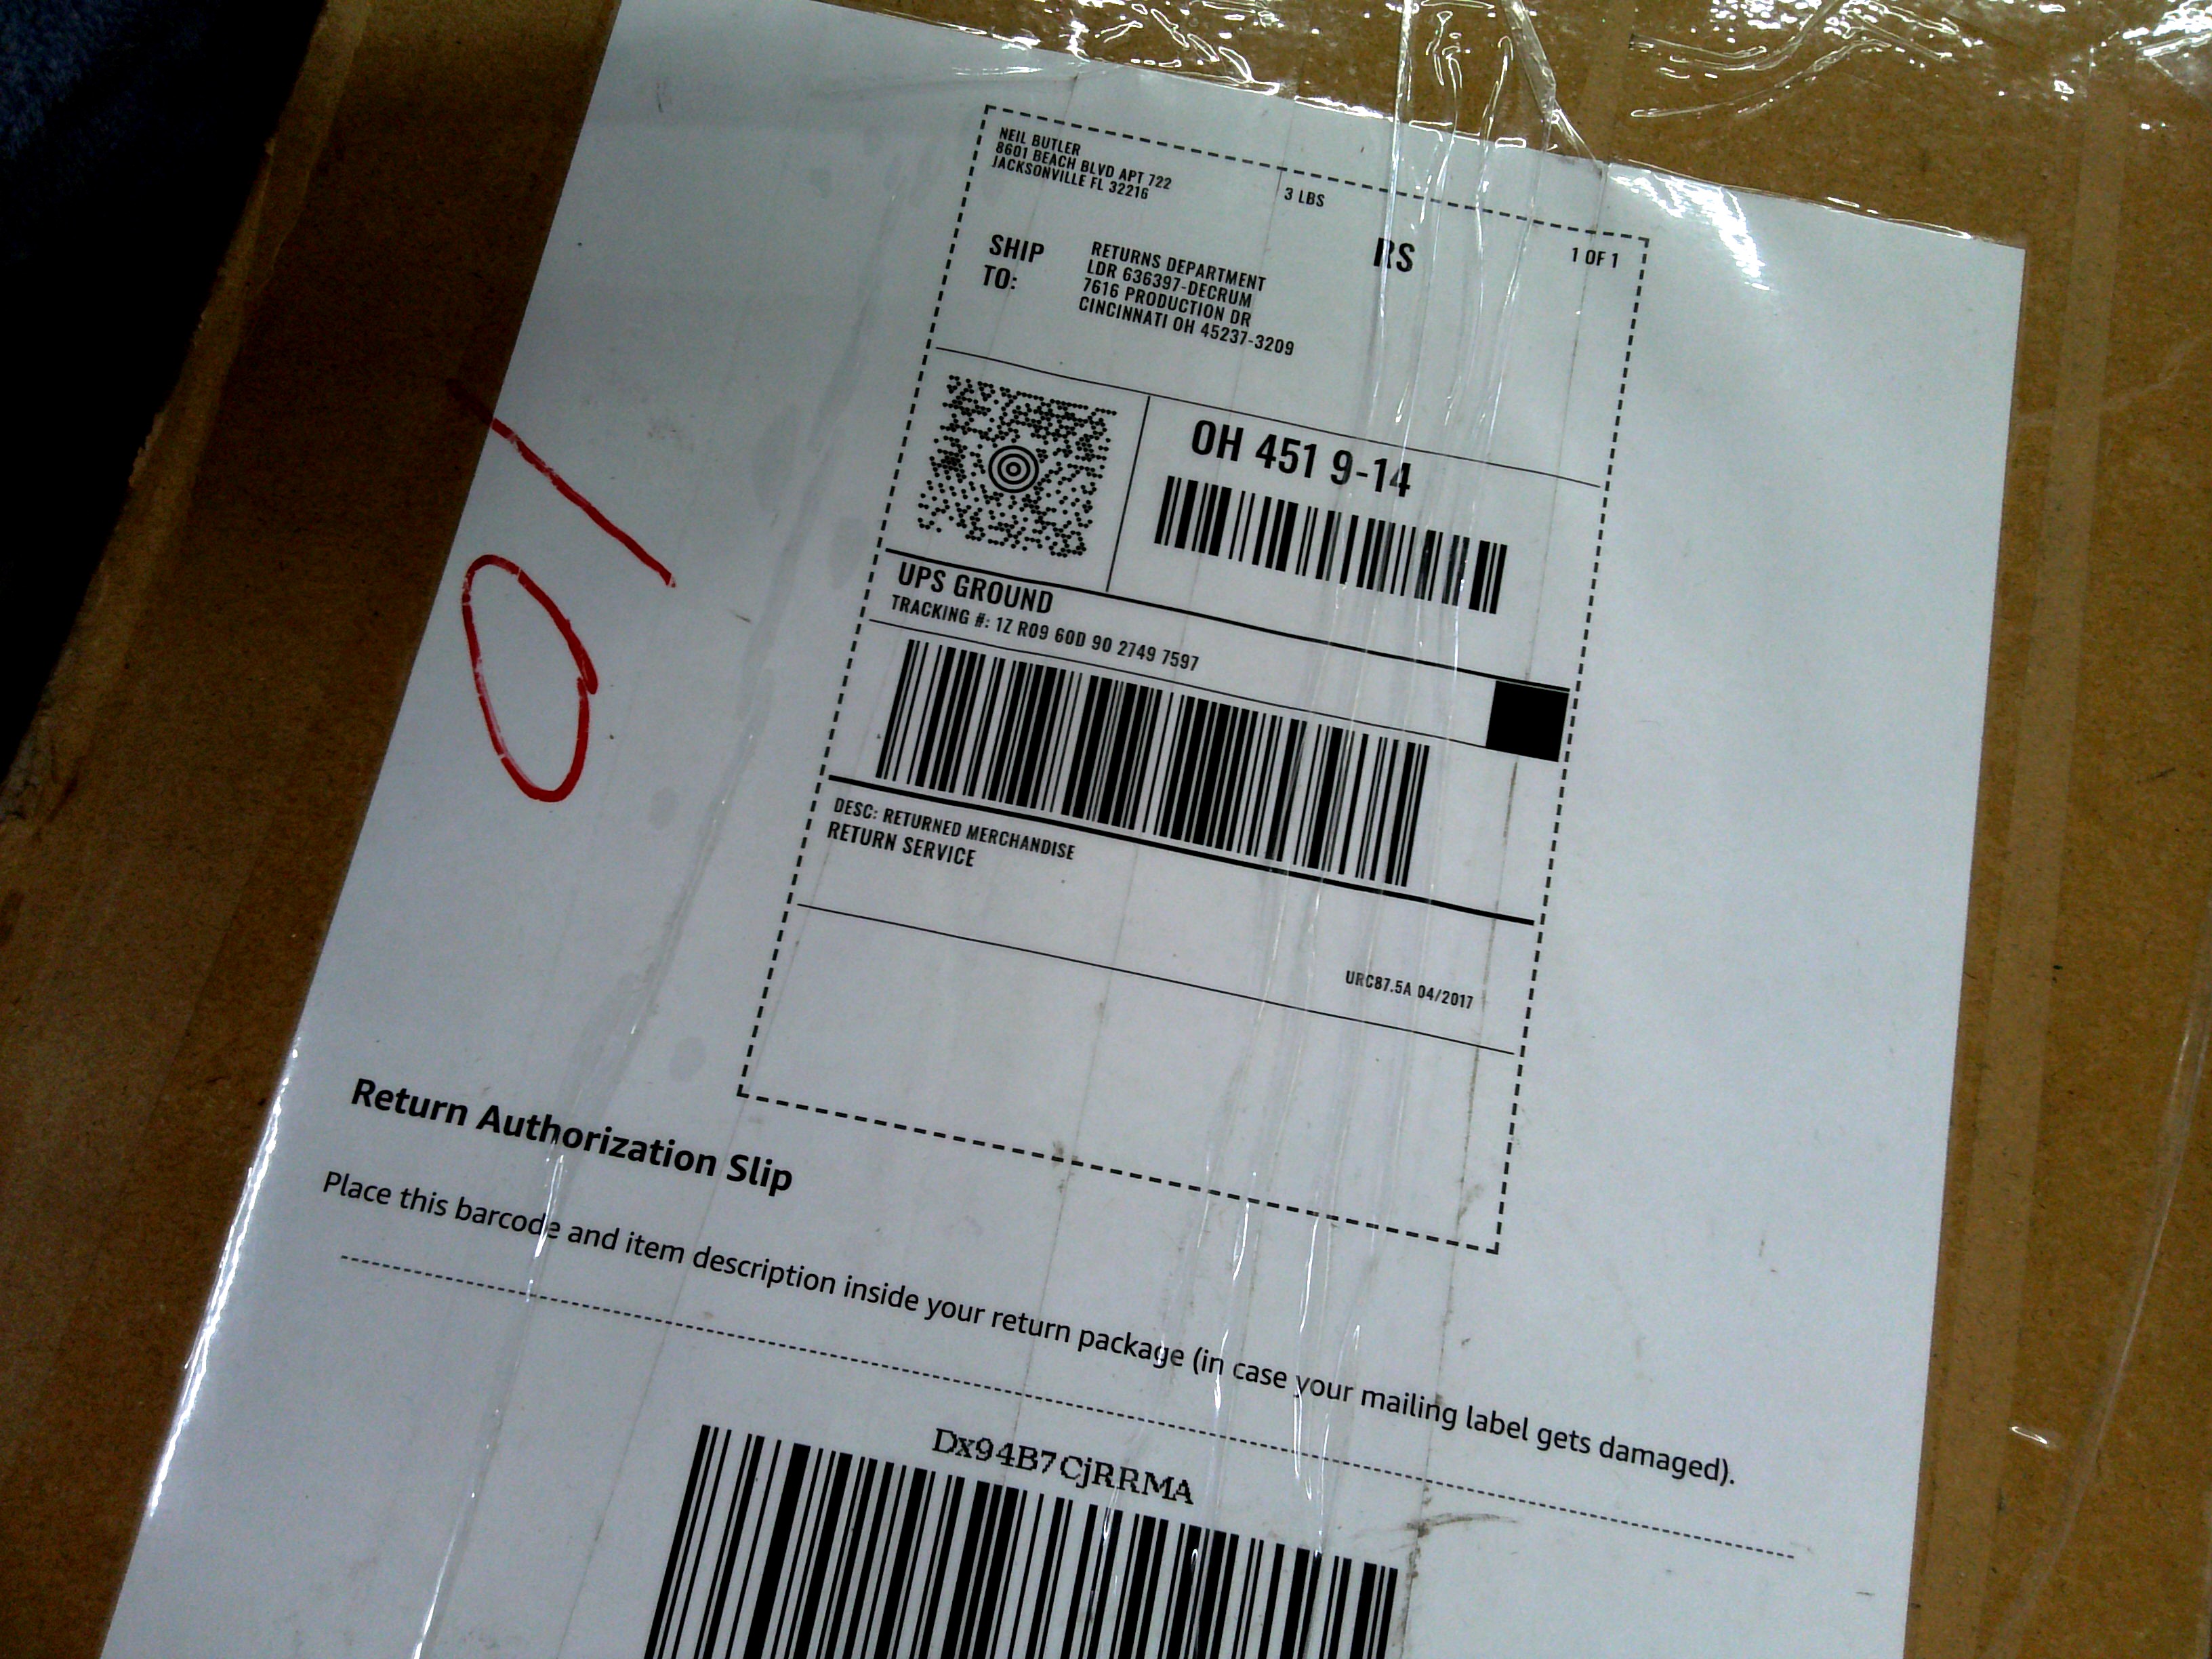 NEIL BUTLER
8601 BEACH BLVD APT 722
JACKSONVILLE FL 32216
3 LBS
RS
1 OF 1
SHIP TO:
RETURNS DEPARTMENT
LDR 636397-DECRUM
7616 PRODUCTION DR
CINCINNATI OH 45237-3209
OH 451 9-14
UPS GROUND
TRACKING #: 1Z R09 60D 90 2749 7597
DESC: RETURNED MERCHANDISE
RETURN SERVICE
URC87.5A 04/2017
10
Return Authorization Slip
Place this barcode and item description inside your return package (in case your mailing label gets damaged).
Dx94B7CjRRMA